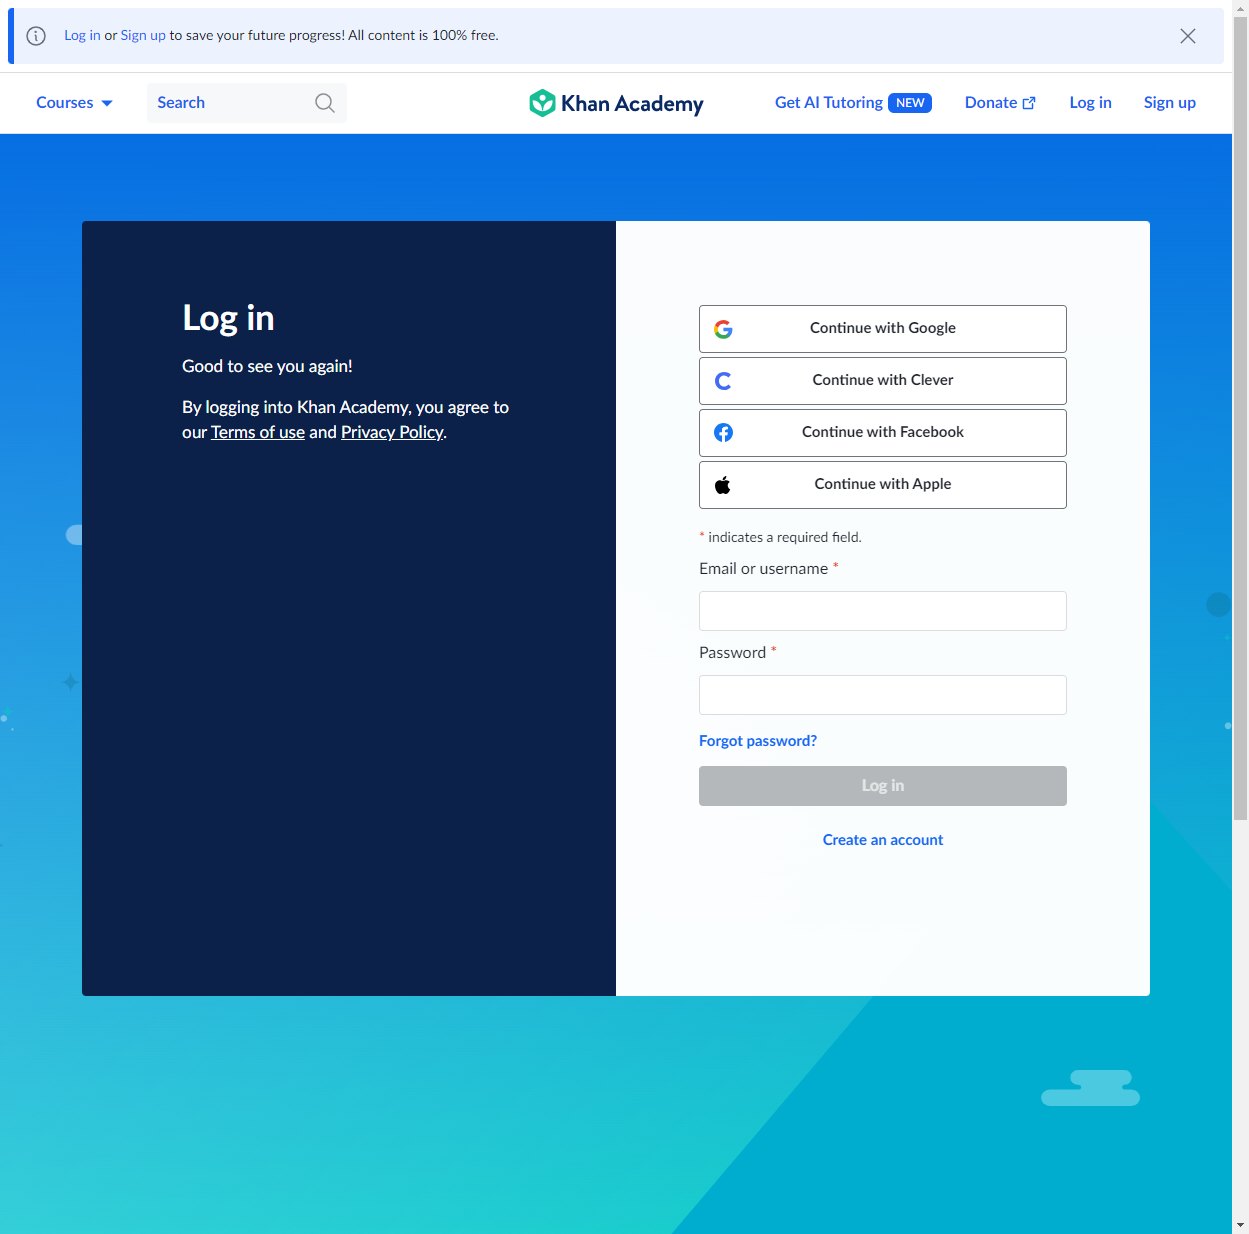 Log in or Sign up to save your future progress! All content is 100% free.
Courses
Search
Khan Academy
Get AI Tutoring NEW
Donate
Log in
Sign up
Log in
Good to see you again!
By logging into Khan Academy, you agree to
our Terms of use and Privacy Policy.
Continue with Google
Continue with Clever
Continue with Facebook
Continue with Apple
* indicates a required field.
Email or username *
Password *
Forgot password?
Log in
Create an account